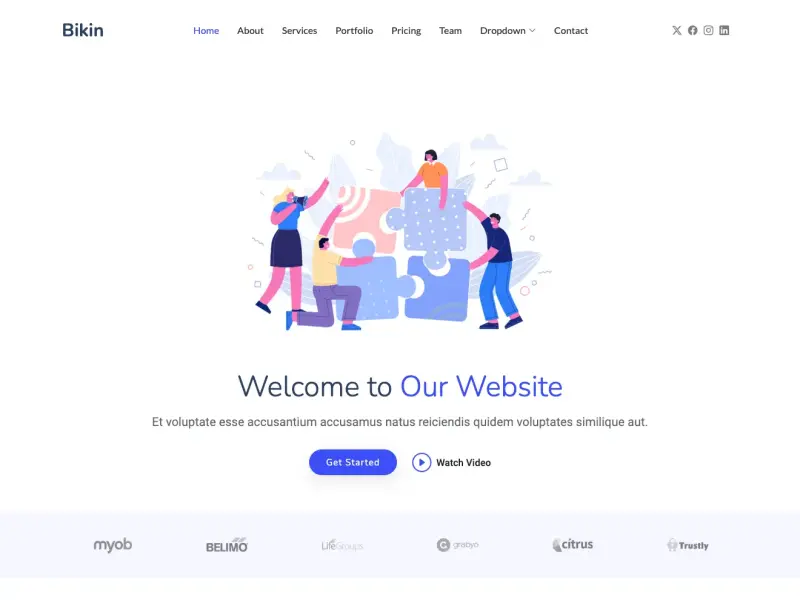 Bikin Home About Services Portfolio Pricing Team Dropdown Contact
Welcome to Our Website
Et voluptate esse accusantium accusamus natus reiciendis quidem voluptates similique aut.
Get Started Watch Video
myob BELIMO LifeGroups citrus Trustly